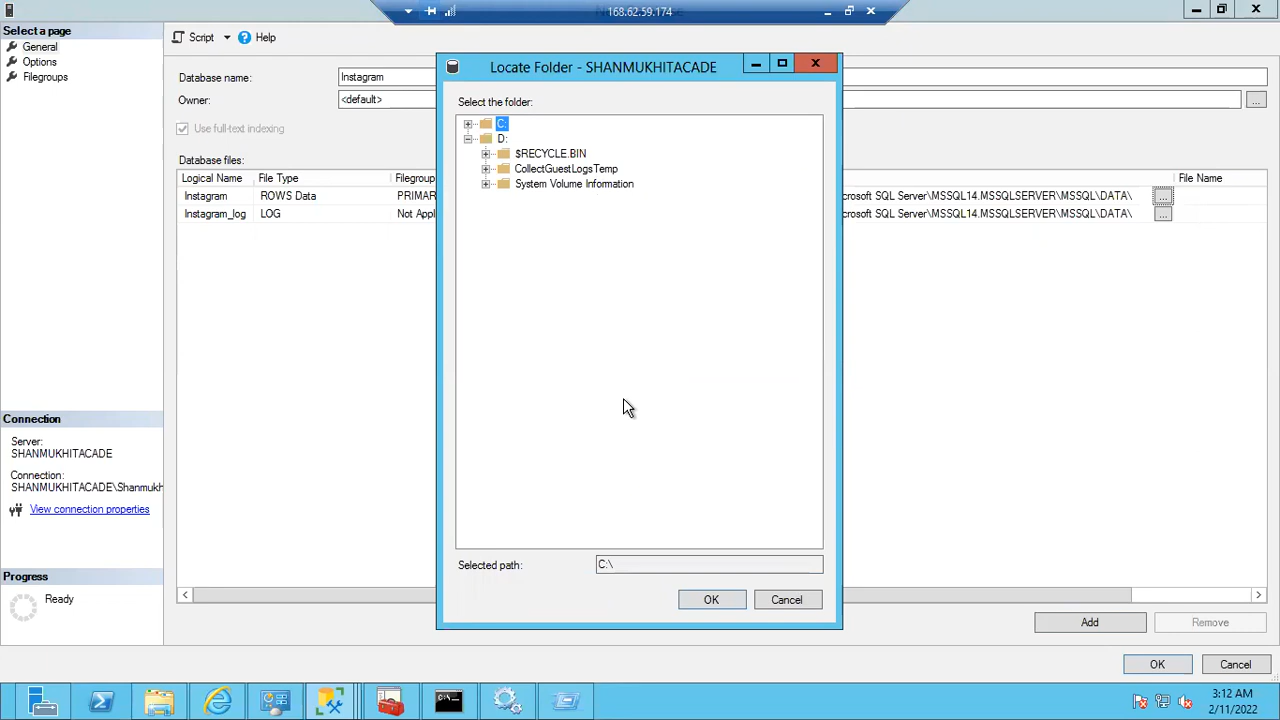 168.62.59.174
Select a page
General
Options
Filegroups
Script
Help
Database name:
Instagram
Owner:
<default>
...
Use full-text indexing
Database files:
Logical Name File Type Filegroup File Name
Instagram ROWS Data PRIMAR crosoft SQL Server\MSSQL14.MSSQLSERVER\MSSQL\DATA\ ...
Instagram_log LOG Not Appl crosoft SQL Server\MSSQL14.MSSQLSERVER\MSSQL\DATA\ ...
Locate Folder - SHANMUKHITACADE
Select the folder:
C:
D:
$RECYCLE.BIN
CollectGuestLogsTemp
System Volume Information
Selected path:
C:\
OK Cancel
Connection
Server:
SHANMUKHITACADE
Connection:
SHANMUKHITACADE\Shanmukh
View connection properties
Progress
Ready
Add Remove
OK Cancel
3:12 AM
2/11/2022